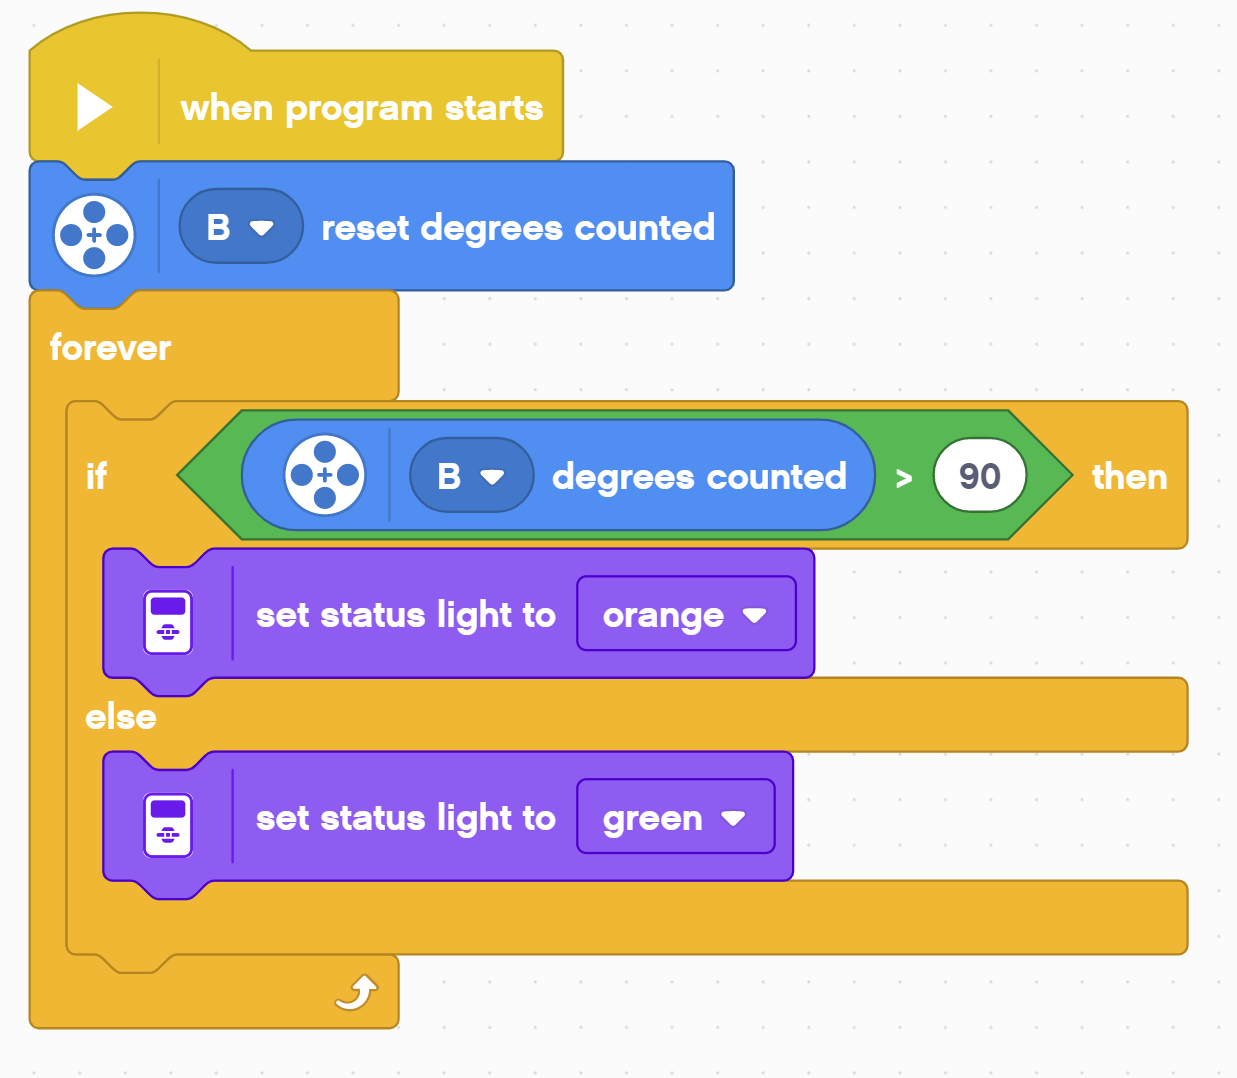 when program starts
B reset degrees counted
forever
if B degrees counted > 90 then
set status light to orange
else
set status light to green